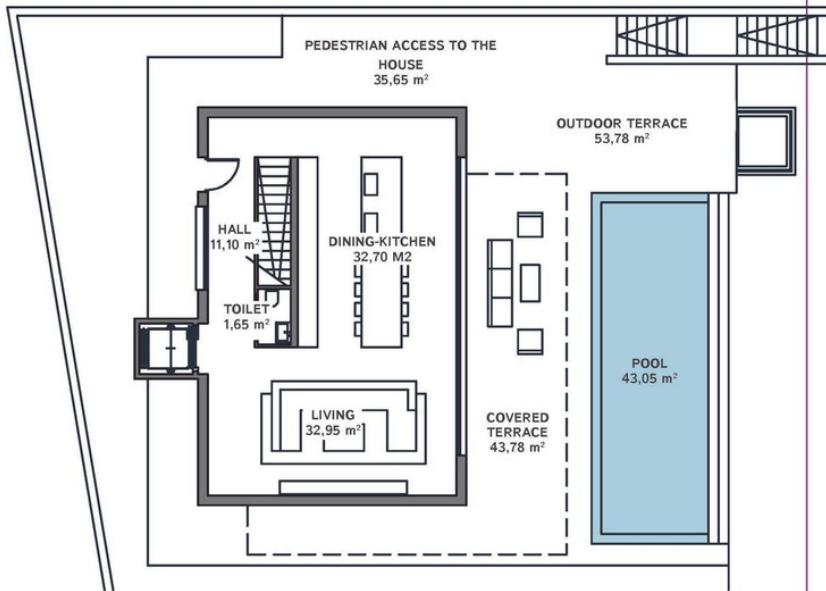 PEDESTRIAN ACCESS TO THE
HOUSE
35,65 m²
OUTDOOR TERRACE
53,78 m²
HALL
11,10 m²
DINING-KITCHEN
32,70 M2
TOILET
1,65 m²
POOL
43,05 m²
LIVING
32,95 m²
COVERED
TERRACE
43,78 m²